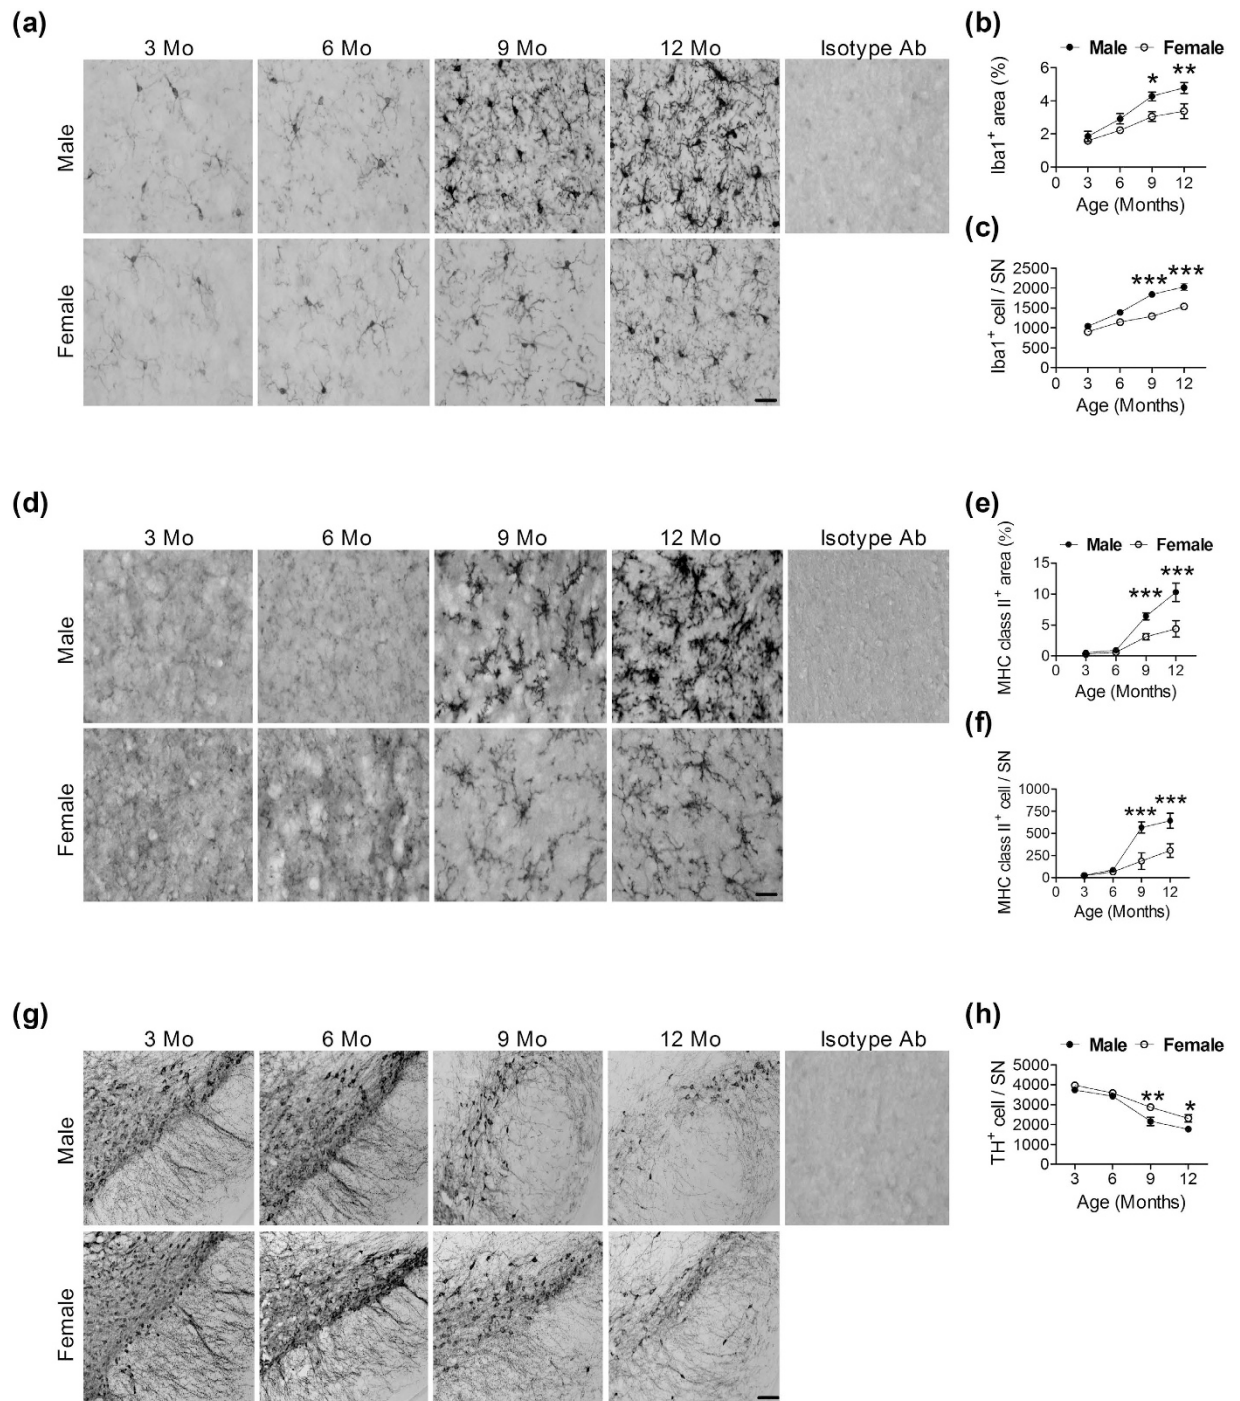 (a)
3 Mo 6 Mo 9 Mo 12 Mo Isotype Ab
Male
Female
(b)
Male Female
Iba1+ area (%)
6
4
2
0
0 3 6 9 12
* **
Age (Months)
(c)
Iba1+ cell / SN
2500
2000
1500
1000
500
0
0 3 6 9 12
*** ***
Age (Months)
(d)
3 Mo 6 Mo 9 Mo 12 Mo Isotype Ab
Male
Female
(e)
Male Female
MHC class II+ area (%)
15
10
5
0
0 3 6 9 12
*** ***
Age (Months)
(f)
MHC class II+ cell / SN
1000
750
500
250
0
0 3 6 9 12
*** ***
Age (Months)
(g)
3 Mo 6 Mo 9 Mo 12 Mo Isotype Ab
Male
Female
(h)
Male Female
TH+ cell / SN
5000
4000
3000
2000
1000
0
3 6 9 12
** *
Age (Months)